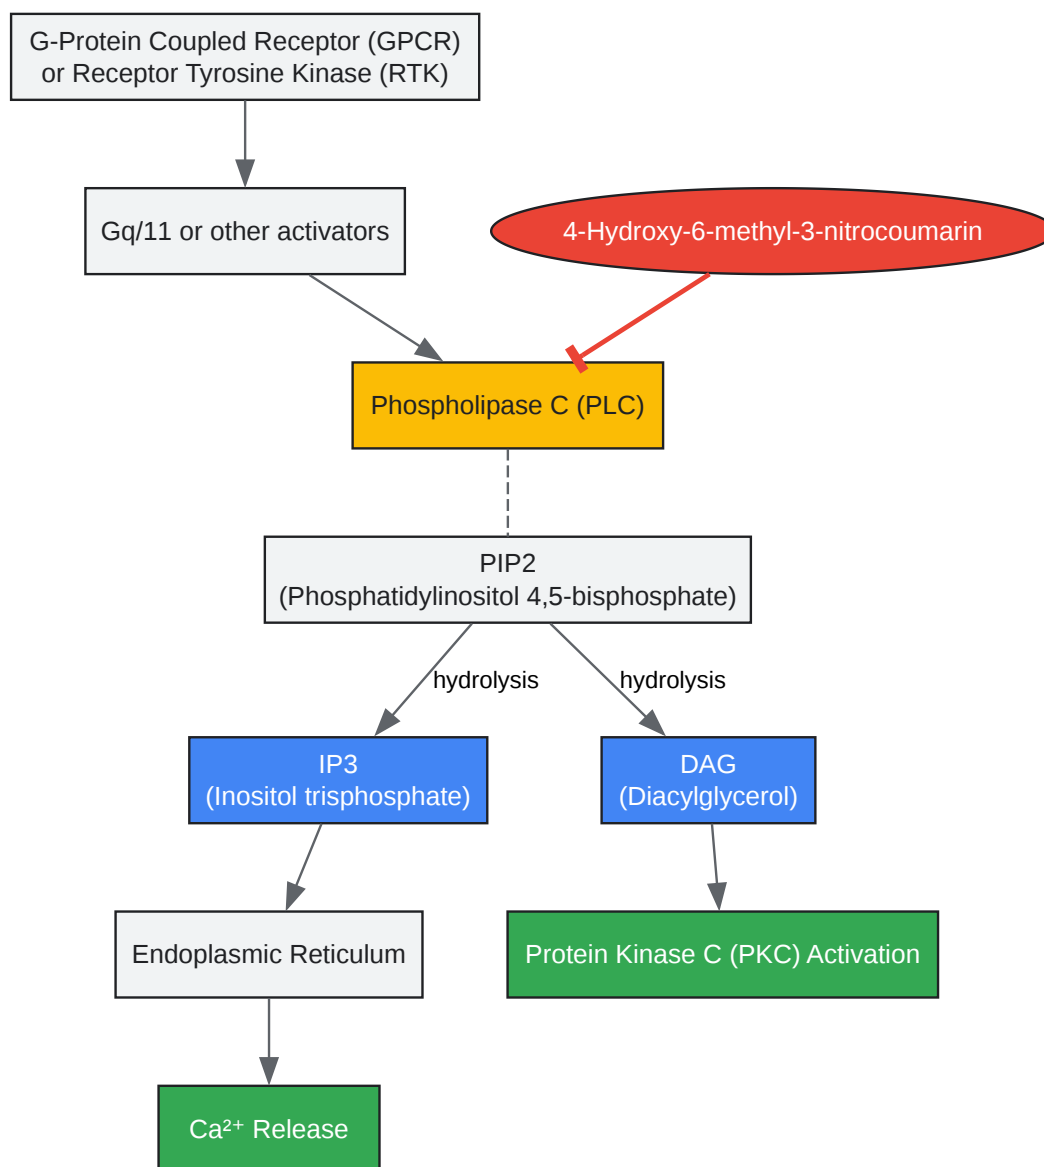 G-Protein Coupled Receptor (GPCR)
or Receptor Tyrosine Kinase (RTK)
Gq/11 or other activators
4-Hydroxy-6-methyl-3-nitrocoumarin
Phospholipase C (PLC)
PIP2
(Phosphatidylinositol 4,5-bisphosphate)
hydrolysis
hydrolysis
IP3
(Inositol trisphosphate)
DAG
(Diacylglycerol)
Endoplasmic Reticulum
Protein Kinase C (PKC) Activation
Ca²⁺ Release